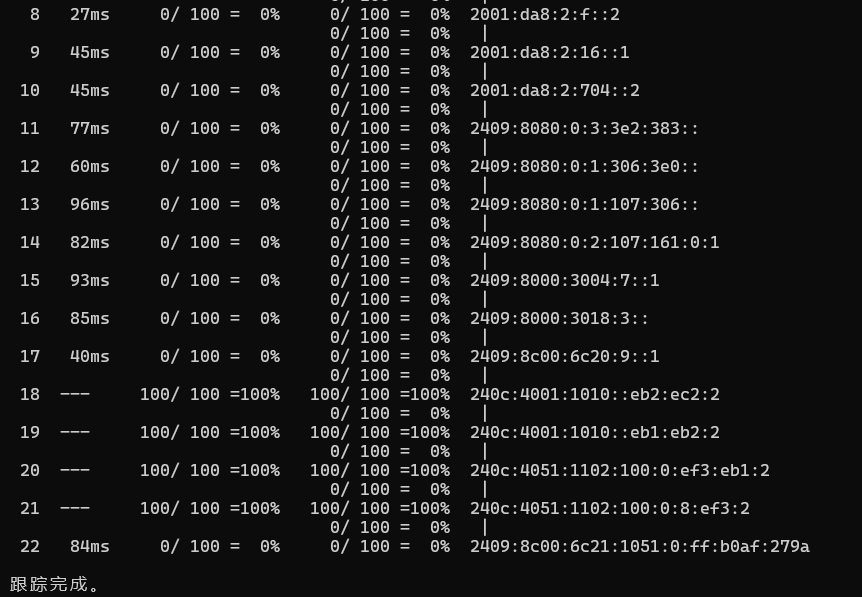 8   27ms     0/ 100 =  0%     0/ 100 =  0%  2001:da8:2:f::2
                                0/ 100 =  0%   |
  9   45ms     0/ 100 =  0%     0/ 100 =  0%  2001:da8:2:16::1
                                0/ 100 =  0%   |
 10   45ms     0/ 100 =  0%     0/ 100 =  0%  2001:da8:2:704::2
                                0/ 100 =  0%   |
 11   77ms     0/ 100 =  0%     0/ 100 =  0%  2409:8080:0:3:3e2:383::
                                0/ 100 =  0%   |
 12   60ms     0/ 100 =  0%     0/ 100 =  0%  2409:8080:0:1:306:3e0::
                                0/ 100 =  0%   |
 13   96ms     0/ 100 =  0%     0/ 100 =  0%  2409:8080:0:1:107:306::
                                0/ 100 =  0%   |
 14   82ms     0/ 100 =  0%     0/ 100 =  0%  2409:8080:0:2:107:161:0:1
                                0/ 100 =  0%   |
 15   93ms     0/ 100 =  0%     0/ 100 =  0%  2409:8000:3004:7::1
                                0/ 100 =  0%   |
 16   85ms     0/ 100 =  0%     0/ 100 =  0%  2409:8000:3018:3::
                                0/ 100 =  0%   |
 17   40ms     0/ 100 =  0%     0/ 100 =  0%  2409:8c00:6c20:9::1
                                0/ 100 =  0%   |
 18  ---     100/ 100 =100%   100/ 100 =100%  240c:4001:1010::eb2:ec2:2
                                0/ 100 =  0%   |
 19  ---     100/ 100 =100%   100/ 100 =100%  240c:4001:1010::eb1:eb2:2
                                0/ 100 =  0%   |
 20  ---     100/ 100 =100%   100/ 100 =100%  240c:4051:1102:100:0:ef3:eb1:2
                                0/ 100 =  0%   |
 21  ---     100/ 100 =100%   100/ 100 =100%  240c:4051:1102:100:0:8:ef3:2
                                0/ 100 =  0%   |
 22   84ms     0/ 100 =  0%     0/ 100 =  0%  2409:8c00:6c21:1051:0:ff:b0af:279a
跟踪完成。